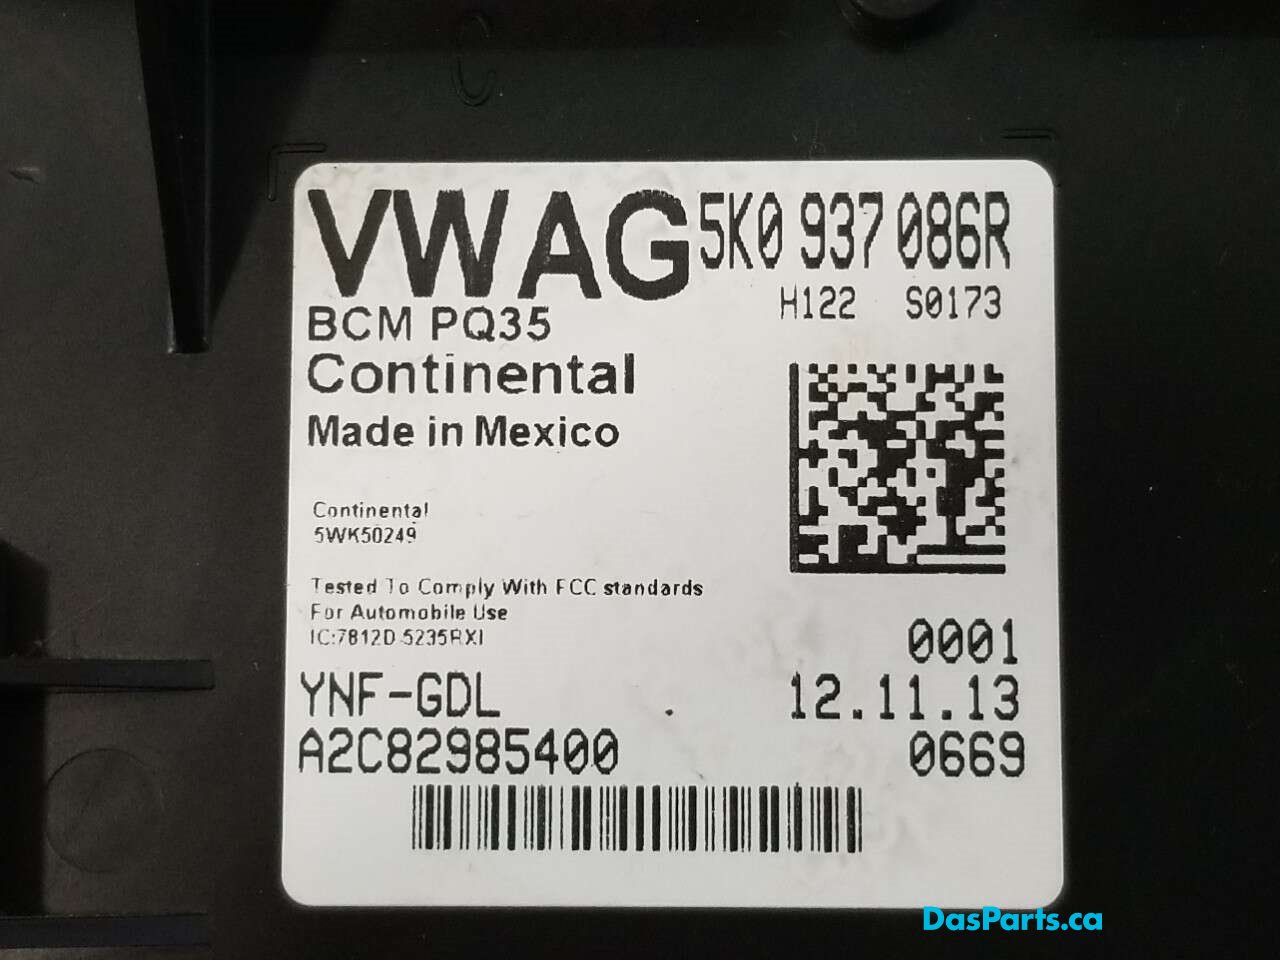 C
VWAG 5K0 937 086R
H122 S0173
BCM PQ35
Continental
Made in Mexico
Continental
5WK50249
Tested To Comply With FCC standards
For Automobile Use
IC:7812D 5235RXI
0001
YNF-GDL 12.11.13
A2C82985400 0669
DasParts.ca